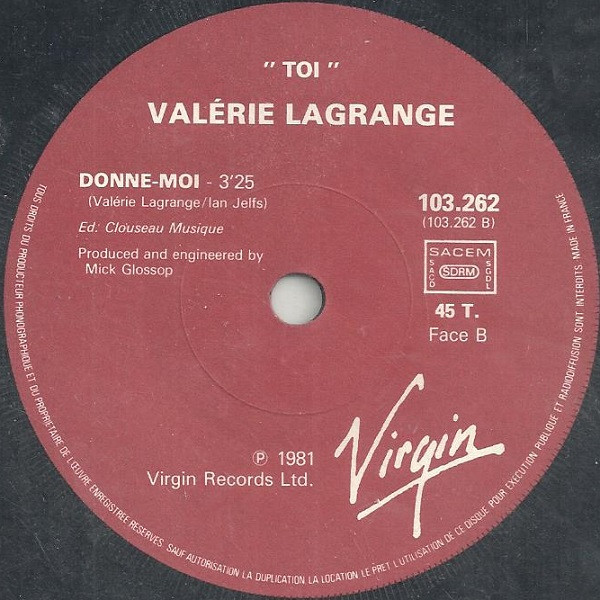 " TOI "
VALÉRIE LAGRANGE
DONNE-MOI - 3'25
(Valérie Lagrange/Ian Jelfs)
Ed: Clouseau Musique
Produced and engineered by
Mick Glossop
103.262
(103.262 B)
SACEM
SACD
SDRM
SGDL
45 T.
Face B
℗ 1981
Virgin Records Ltd.
Virgin
TOUS DROITS DU PRODUCTEUR PHONOGRAPHIQUE ET DU PROPRIETAIRE DE L'ŒUVRE ENREGISTREE RESERVES. SAUF AUTORISATION LA DUPLICATION LA LOCATION LE PRET L'UTILISATION DE CE DISQUE POUR EXECUTION PUBLIQUE ET RADIODIFFUSION SONT INTERDITS. MADE IN FRANCE